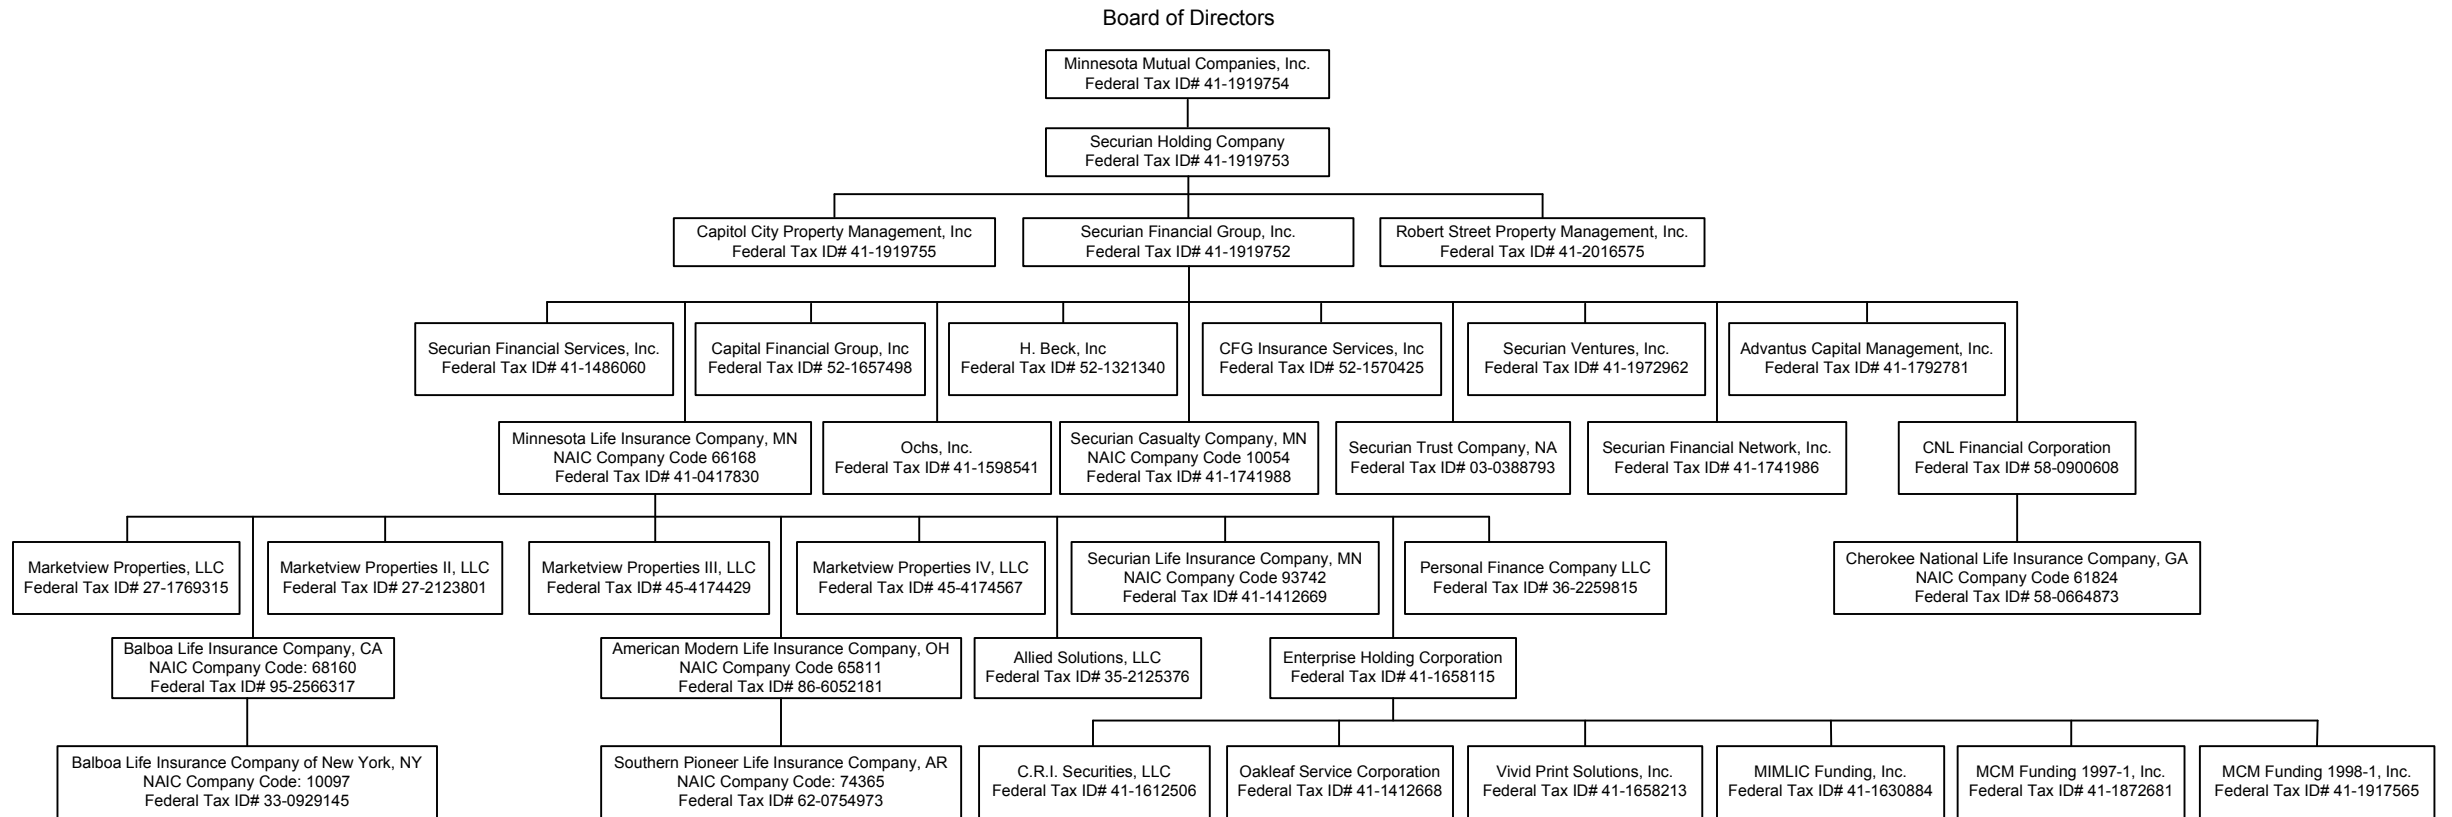 Board of Directors
Minnesota Mutual Companies, Inc.
Federal Tax ID# 41-1919754
Securian Holding Company
Federal Tax ID# 41-1919753
Capitol City Property Management, Inc
Federal Tax ID# 41-1919755
Securian Financial Group, Inc.
Federal Tax ID# 41-1919752
Robert Street Property Management, Inc.
Federal Tax ID# 41-2016575
Securian Financial Services, Inc.
Federal Tax ID# 41-1486060
Capital Financial Group, Inc
Federal Tax ID# 52-1657498
H. Beck, Inc
Federal Tax ID# 52-1321340
CFG Insurance Services, Inc
Federal Tax ID# 52-1570425
Securian Ventures, Inc.
Federal Tax ID# 41-1972962
Advantus Capital Management, Inc.
Federal Tax ID# 41-1792781
Minnesota Life Insurance Company, MN
NAIC Company Code 66168
Federal Tax ID# 41-0417830
Ochs, Inc.
Federal Tax ID# 41-1598541
Securian Casualty Company, MN
NAIC Company Code 10054
Federal Tax ID# 41-1741988
Securian Trust Company, NA
Federal Tax ID# 03-0388793
Securian Financial Network, Inc.
Federal Tax ID# 41-1741986
CNL Financial Corporation
Federal Tax ID# 58-0900608
Marketview Properties, LLC
Federal Tax ID# 27-1769315
Marketview Properties II, LLC
Federal Tax ID# 27-2123801
Marketview Properties III, LLC
Federal Tax ID# 45-4174429
Marketview Properties IV, LLC
Federal Tax ID# 45-4174567
Securian Life Insurance Company, MN
NAIC Company Code 93742
Federal Tax ID# 41-1412669
Personal Finance Company LLC
Federal Tax ID# 36-2259815
Cherokee National Life Insurance Company, GA
NAIC Company Code 61824
Federal Tax ID# 58-0664873
Balboa Life Insurance Company, CA
NAIC Company Code: 68160
Federal Tax ID# 95-2566317
American Modern Life Insurance Company, OH
NAIC Company Code 65811
Federal Tax ID# 86-6052181
Allied Solutions, LLC
Federal Tax ID# 35-2125376
Enterprise Holding Corporation
Federal Tax ID# 41-1658115
Balboa Life Insurance Company of New York, NY
NAIC Company Code: 10097
Federal Tax ID# 33-0929145
Southern Pioneer Life Insurance Company, AR
NAIC Company Code: 74365
Federal Tax ID# 62-0754973
C.R.I. Securities, LLC
Federal Tax ID# 41-1612506
Oakleaf Service Corporation
Federal Tax ID# 41-1412668
Vivid Print Solutions, Inc.
Federal Tax ID# 41-1658213
MIMLIC Funding, Inc.
Federal Tax ID# 41-1630884
MCM Funding 1997-1, Inc.
Federal Tax ID# 41-1872681
MCM Funding 1998-1, Inc.
Federal Tax ID# 41-1917565